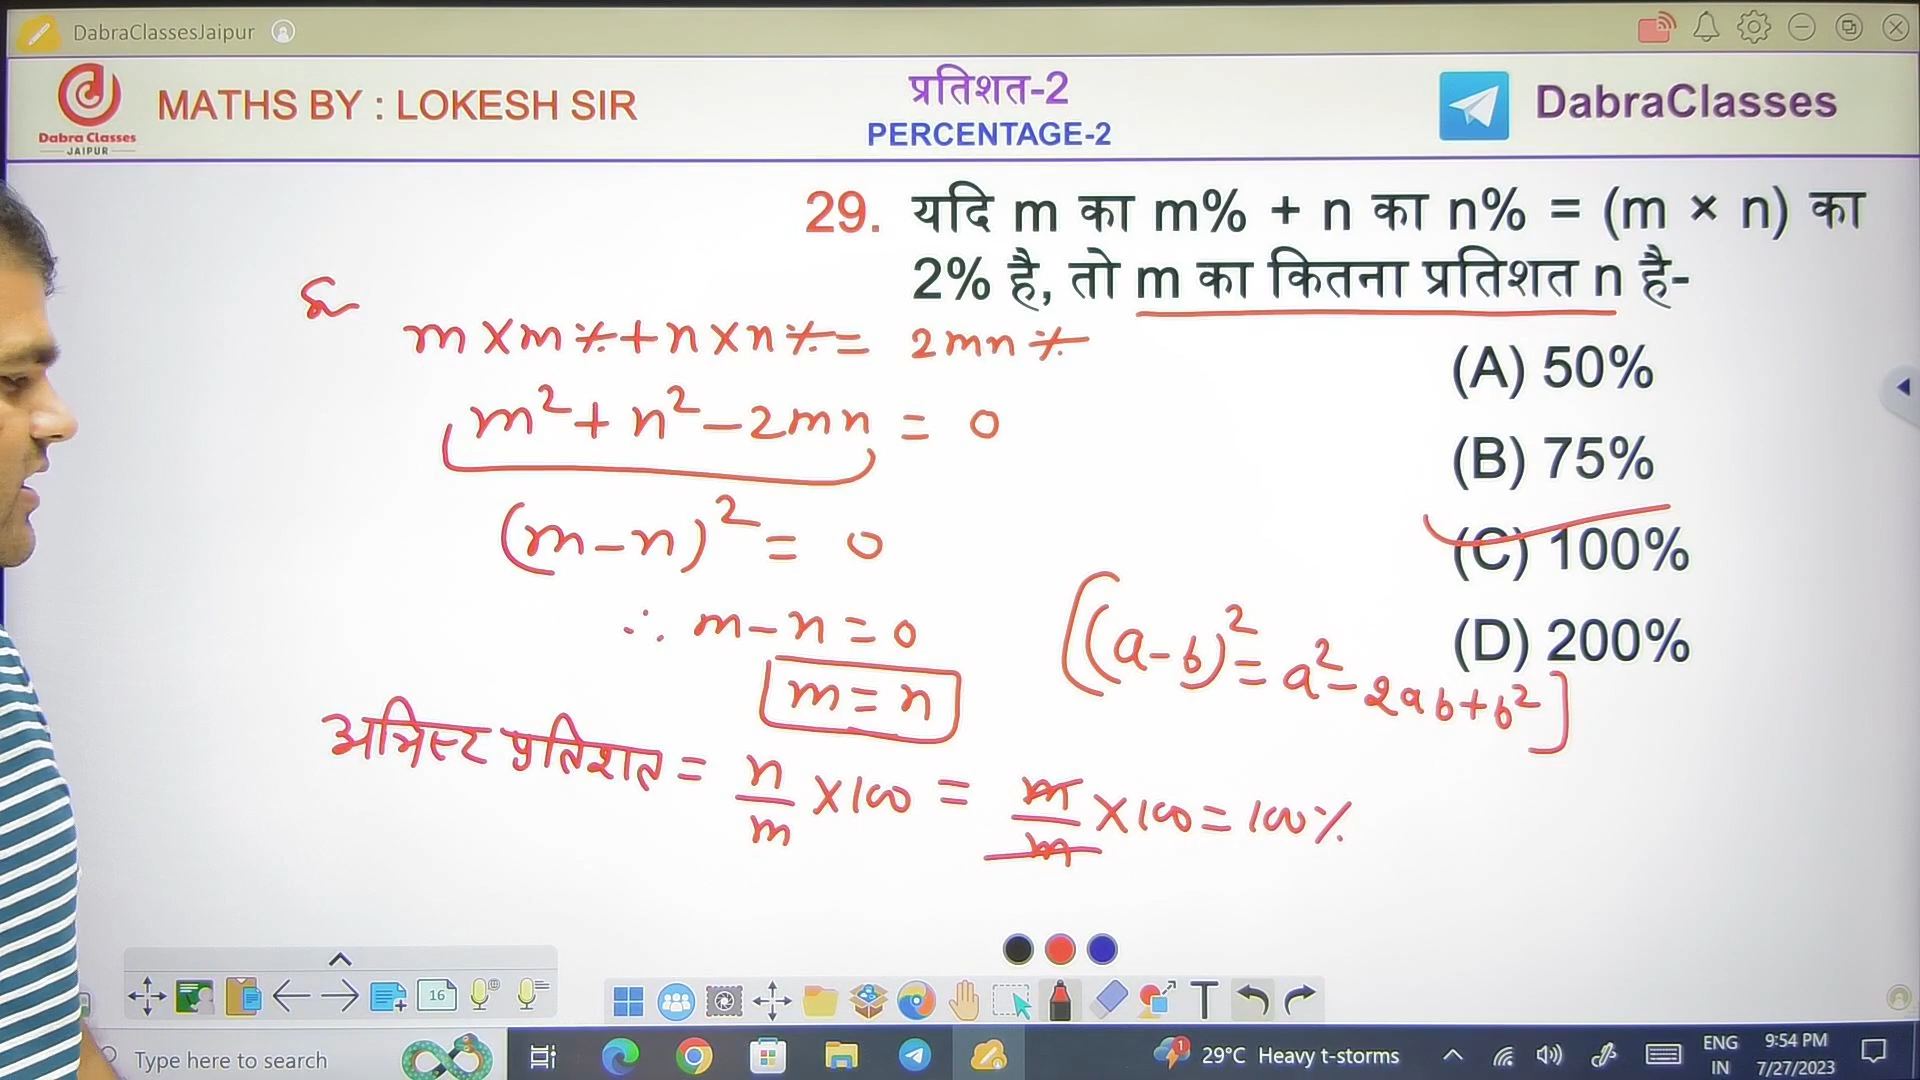 DabraClassesJaipur
Dabra Classes
JAIPUR
MATHS BY : LOKESH SIR
प्रतिशत-2
PERCENTAGE-2
DabraClasses
29. यदि m का m% + n का n% = (m × n) का
2% है, तो m का कितना प्रतिशत n है-
(A) 50%
(B) 75%
(C) 100%
(D) 200%
m × m % + n × n % = 2mn %
m² + n² - 2mn = 0
(m-n)² = 0
∴ m-n = 0
m = n
[(a-b)² = a² - 2ab + b²]
प्रतिशत = n/m × 100 = m/m × 100 = 100%
16
Type here to search
1
29°C Heavy t-storms
ENG
IN
9:54 PM
7/27/2023